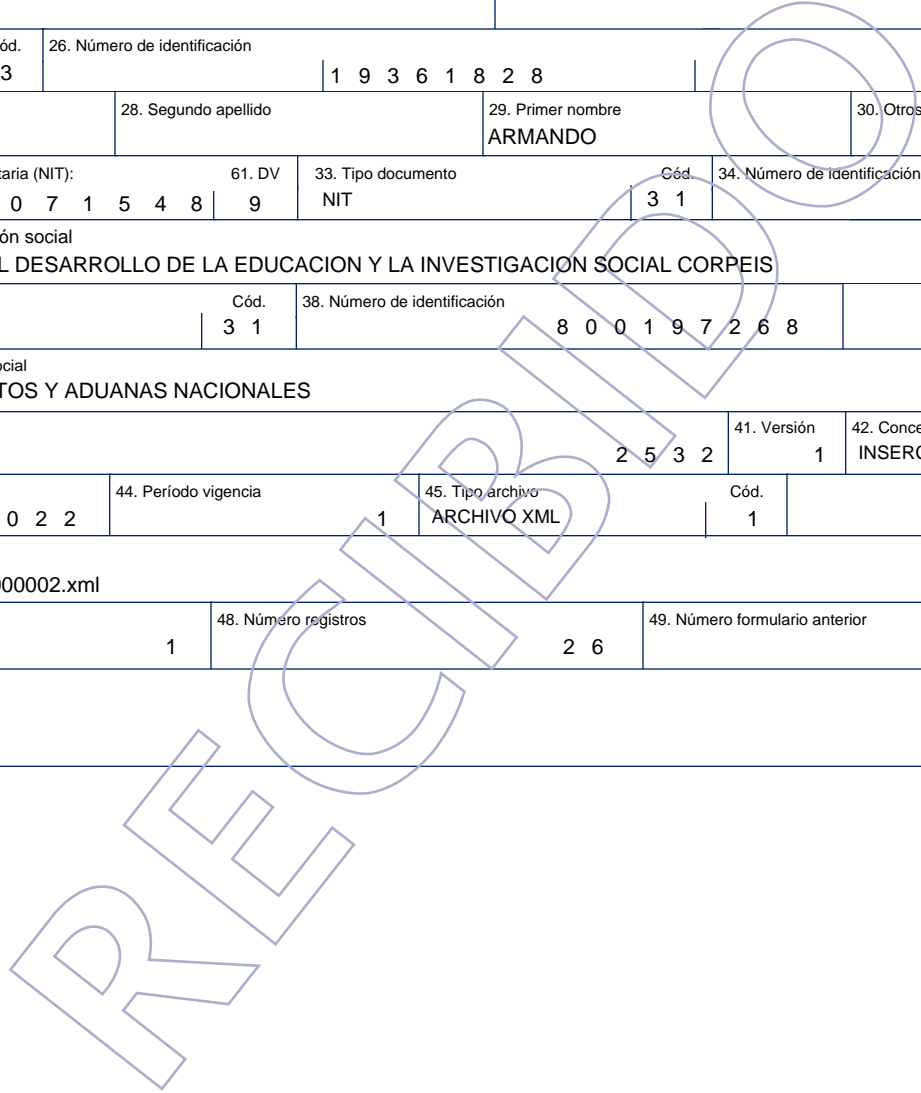 ód. 26. Número de identificación
3 1 9 3 6 1 8 2 8
28. Segundo apellido 29. Primer nombre 30. Otros
ARMANDO
taria (NIT): 61. DV 33. Tipo documento Cód. 34. Número de identificación
0 7 1 5 4 8 9 NIT 3 1
ón social
L DESARROLLO DE LA EDUCACION Y LA INVESTIGACION SOCIAL CORPEIS
Cód. 38. Número de identificación
3 1 8 0 0 1 9 7 2 6 8
ocial
TOS Y ADUANAS NACIONALES
41. Versión 42. Conce
2 5 3 2 1 INSERC
44. Período vigencia 45. Tipo archivo Cód.
0 2 2 1 ARCHIVO XML 1
000002.xml
48. Número registros 49. Número formulario anterior
1 2 6
RECIBIDO